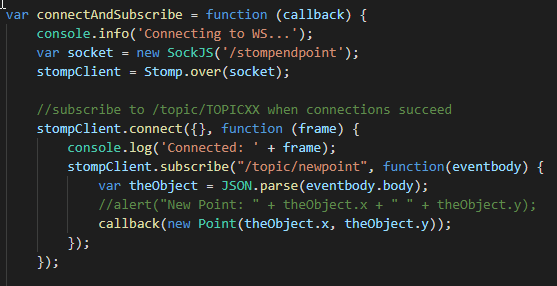 var connectAndSubscribe = function (callback) {
    console.info('Connecting to WS...');
    var socket = new SockJS('/stompendpoint');
    stompClient = Stomp.over(socket);

    //subscribe to /topic/TOPICXX when connections succeed
    stompClient.connect({}, function (frame) {
        console.log('Connected: ' + frame);
        stompClient.subscribe("/topic/newpoint", function(eventbody) {
            var theObject = JSON.parse(eventbody.body);
            //alert("New Point: " + theObject.x + " " + theObject.y);
            callback(new Point(theObject.x, theObject.y));
        });
    });